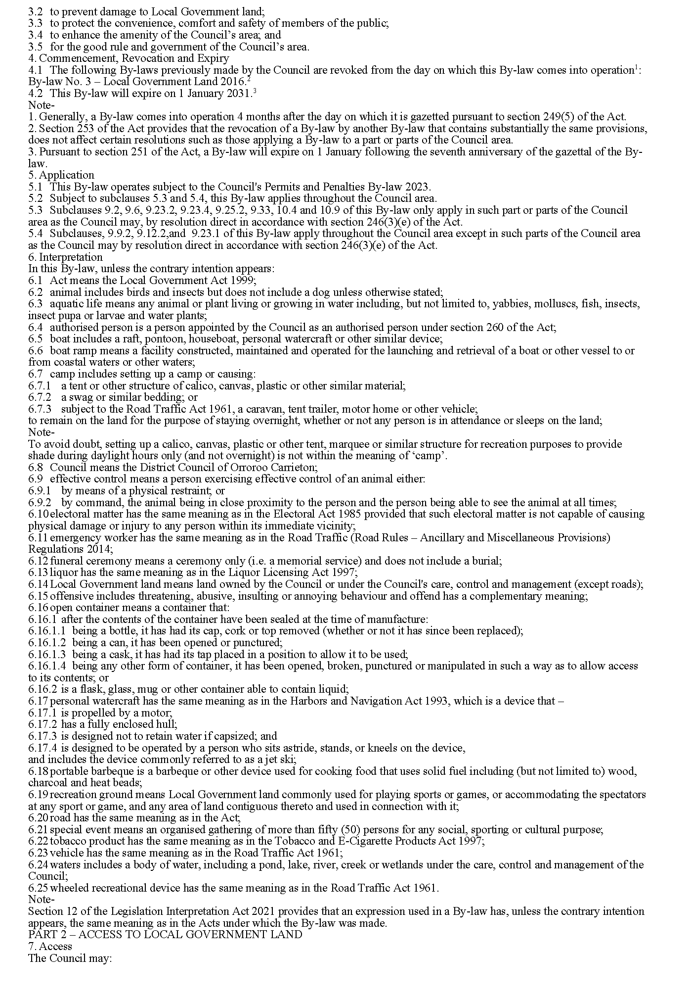 3.2 to prevent damage to Local Government land;
3.3 to protect the convenience, comfort and safety of members of the public;
3.4 to enhance the amenity of the Council’s area; and
3.5 for the good rule and government of the Council’s area.
4. Commencement, Revocation and Expiry
4.1 The following By-laws previously made by the Council are revoked from the day on which this By-law comes into operation1:
By-law No. 3 – Local Government Land 2016.2
4.2 This By-law will expire on 1 January 2031.3
Note-
1. Generally, a By-law comes into operation 4 months after the day on which it is gazetted pursuant to section 249(5) of the Act.
2. Section 253 of the Act provides that the revocation of a By-law by another By-law that contains substantially the same provisions,
does not affect certain resolutions such as those applying a By-law to a part or parts of the Council area.
3. Pursuant to section 251 of the Act, a By-law will expire on 1 January following the seventh anniversary of the gazettal of the By-
law.
5. Application
5.1 This By-law operates subject to the Council's Permits and Penalties By-law 2023.
5.2 Subject to subclauses 5.3 and 5.4, this By-law applies throughout the Council area.
5.3 Subclauses 9.2, 9.6, 9.23.2, 9.23.4, 9.25.2, 9.33, 10.4 and 10.9 of this By-law only apply in such part or parts of the Council
area as the Council may, by resolution direct in accordance with section 246(3)(e) of the Act.
5.4 Subclauses, 9.9.2, 9.12.2,and 9.23.1 of this By-law apply throughout the Council area except in such parts of the Council area
as the Council may by resolution direct in accordance with section 246(3)(e) of the Act.
6. Interpretation
In this By-law, unless the contrary intention appears:
6.1 Act means the Local Government Act 1999;
6.2 animal includes birds and insects but does not include a dog unless otherwise stated;
6.3 aquatic life means any animal or plant living or growing in water including, but not limited to, yabbies, molluscs, fish, insects,
insect pupa or larvae and water plants;
6.4 authorised person is a person appointed by the Council as an authorised person under section 260 of the Act;
6.5 boat includes a raft, pontoon, houseboat, personal watercraft or other similar device;
6.6 boat ramp means a facility constructed, maintained and operated for the launching and retrieval of a boat or other vessel to or
from coastal waters or other waters;
6.7 camp includes setting up a camp or causing:
6.7.1 a tent or other structure of calico, canvas, plastic or other similar material;
6.7.2 a swag or similar bedding; or
6.7.3 subject to the Road Traffic Act 1961, a caravan, tent trailer, motor home or other vehicle;
to remain on the land for the purpose of staying overnight, whether or not any person is in attendance or sleeps on the land;
Note-
To avoid doubt, setting up a calico, canvas, plastic or other tent, marquee or similar structure for recreation purposes to provide
shade during daylight hours only (and not overnight) is not within the meaning of ‘camp’.
6.8 Council means the District Council of Orroroo Carrieton;
6.9 effective control means a person exercising effective control of an animal either:
6.9.1 by means of a physical restraint; or
6.9.2 by command, the animal being in close proximity to the person and the person being able to see the animal at all times;
6.10 electoral matter has the same meaning as in the Electoral Act 1985 provided that such electoral matter is not capable of causing
physical damage or injury to any person within its immediate vicinity;
6.11 emergency worker has the same meaning as in the Road Traffic (Road Rules – Ancillary and Miscellaneous Provisions)
Regulations 2014;
6.12 funeral ceremony means a ceremony only (i.e. a memorial service) and does not include a burial;
6.13 liquor has the same meaning as in the Liquor Licensing Act 1997;
6.14 Local Government land means land owned by the Council or under the Council's care, control and management (except roads);
6.15 offensive includes threatening, abusive, insulting or annoying behaviour and offend has a complementary meaning;
6.16 open container means a container that:
6.16.1 after the contents of the container have been sealed at the time of manufacture:
6.16.1.1 being a bottle, it has had its cap, cork or top removed (whether or not it has since been replaced);
6.16.1.2 being a can, it has been opened or punctured;
6.16.1.3 being a cask, it has had its tap placed in a position to allow it to be used;
6.16.1.4 being any other form of container, it has been opened, broken, punctured or manipulated in such a way as to allow access
to its contents; or
6.16.2 is a flask, glass, mug or other container able to contain liquid;
6.17 personal watercraft has the same meaning as in the Harbors and Navigation Act 1993, which is a device that –
6.17.1 is propelled by a motor;
6.17.2 has a fully enclosed hull;
6.17.3 is designed not to retain water if capsized; and
6.17.4 is designed to be operated by a person who sits astride, stands, or kneels on the device,
and includes the device commonly referred to as a jet ski;
6.18 portable barbeque is a barbeque or other device used for cooking food that uses solid fuel including (but not limited to) wood,
charcoal and heat beads;
6.19 recreation ground means Local Government land commonly used for playing sports or games, or accommodating the spectators
at any sport or game, and any area of land contiguous thereto and used in connection with it;
6.20 road has the same meaning as in the Act;
6.21 special event means an organised gathering of more than fifty (50) persons for any social, sporting or cultural purpose;
6.22 tobacco product has the same meaning as in the Tobacco and E-Cigarette Products Act 1997;
6.23 vehicle has the same meaning as in the Road Traffic Act 1961;
6.24 waters includes a body of water, including a pond, lake, river, creek or wetlands under the care, control and management of the
Council;
6.25 wheeled recreational device has the same meaning as in the Road Traffic Act 1961.
Note-
Section 12 of the Legislation Interpretation Act 2021 provides that an expression used in a By-law has, unless the contrary intention
appears, the same meaning as in the Acts under which the By-law was made.
PART 2 – ACCESS TO LOCAL GOVERNMENT LAND
7. Access
The Council may: